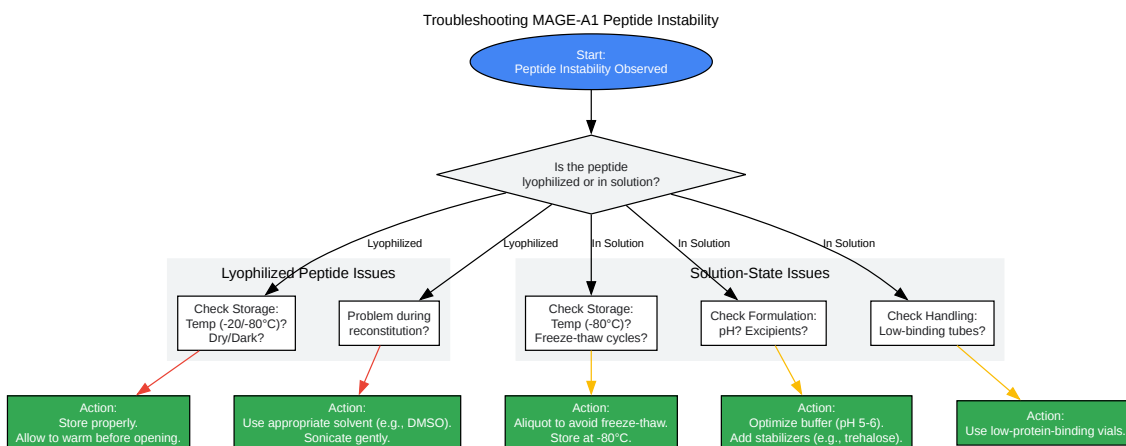 Troubleshooting MAGE-A1 Peptide Instability
Start:
Peptide Instability Observed
Is the peptide
lyophilized or in solution?
Lyophilized
Lyophilized
In Solution
In Solution
In Solution
Lyophilized Peptide Issues
Solution-State Issues
Check Storage:
Temp (-20/-80°C)?
Dry/Dark?
Problem during
reconstitution?
Check Storage:
Temp (-80°C)?
Freeze-thaw cycles?
Check Formulation:
pH? Excipients?
Check Handling:
Low-binding tubes?
Action:
Store properly.
Allow to warm before opening.
Action:
Use appropriate solvent (e.g., DMSO).
Sonicate gently.
Action:
Aliquot to avoid freeze-thaw.
Store at -80°C.
Action:
Optimize buffer (pH 5-6).
Add stabilizers (e.g., trehalose).
Action:
Use low-protein-binding vials.